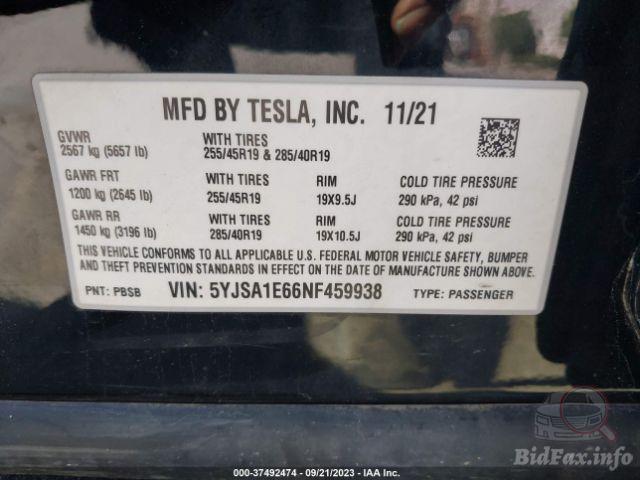 MFD BY TESLA, INC. 11/21
GVWR
2567 kg (5657 lb)
WITH TIRES
255/45R19 & 285/40R19
GAWR FRT
1200 kg (2645 lb)
WITH TIRES
255/45R19
RIM
19X9.5J
COLD TIRE PRESSURE
290 kPa, 42 psi
GAWR RR
1450 kg (3196 lb)
WITH TIRES
285/40R19
RIM
19X10.5J
COLD TIRE PRESSURE
290 kPa, 42 psi
THIS VEHICLE CONFORMS TO ALL APPLICABLE U.S. FEDERAL MOTOR VEHICLE SAFETY, BUMPER
AND THEFT PREVENTION STANDARDS IN EFFECT ON THE DATE OF MANUFACTURE SHOWN ABOVE.
PNT: PBSB VIN: 5YJSA1E66NF459938 TYPE: PASSENGER
000-37492474 - 09/21/2023 - IAA Inc.
BidFax.info